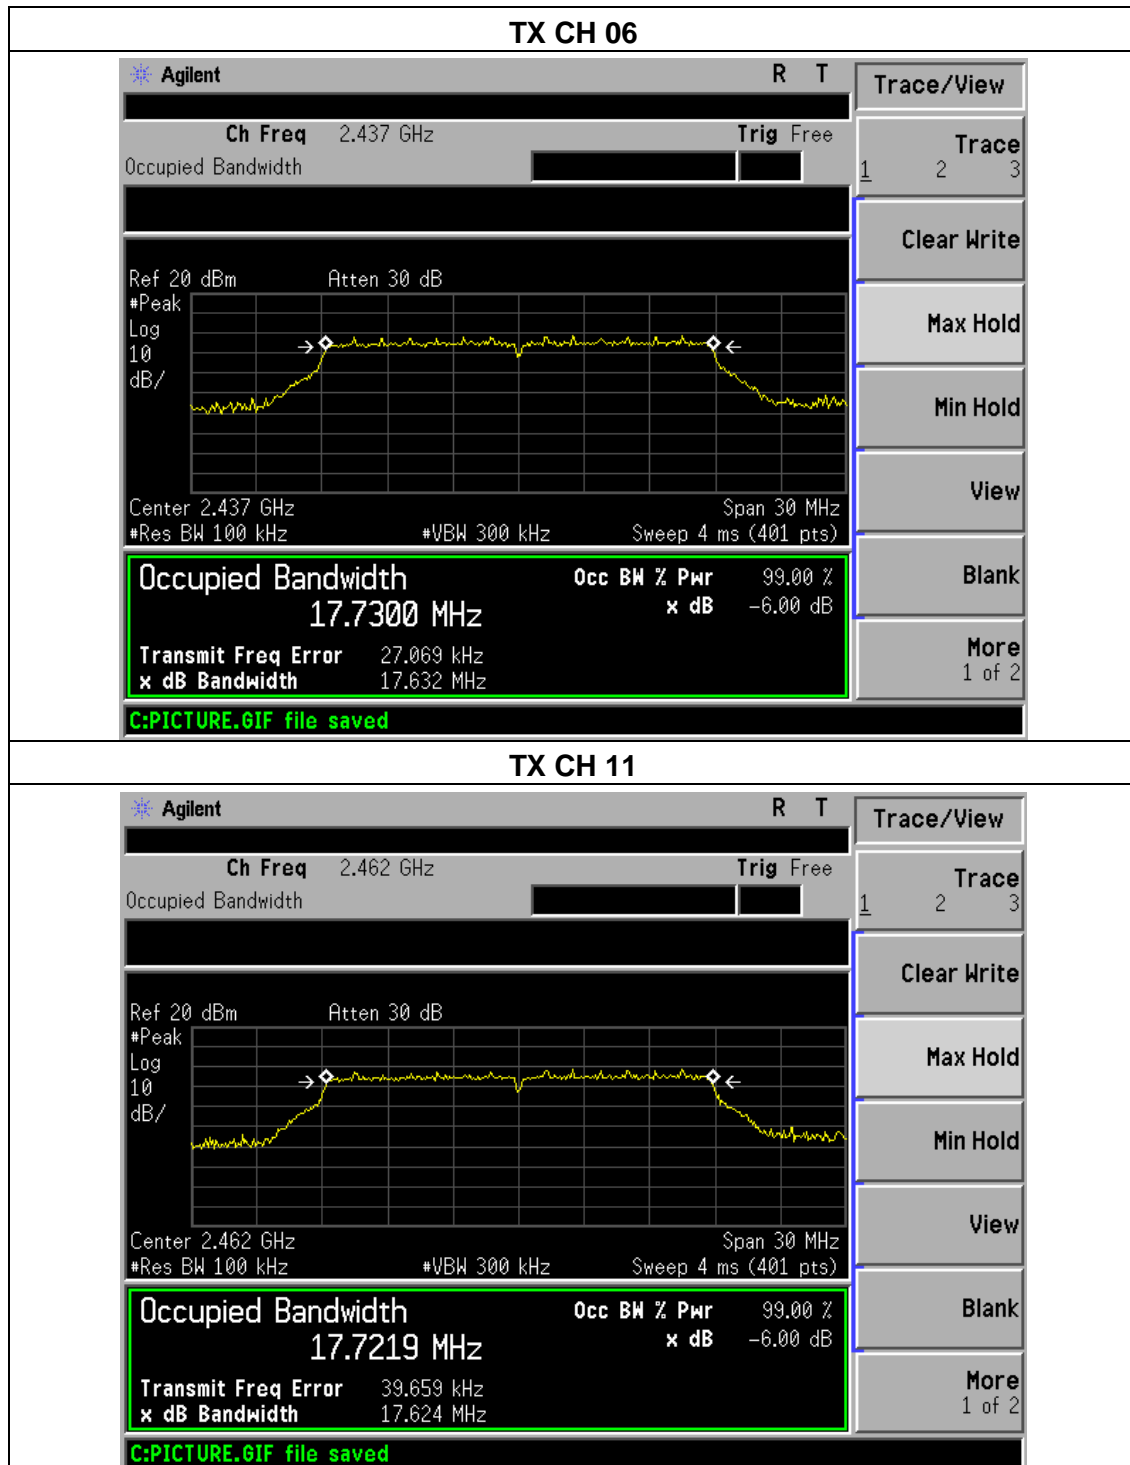 TX CH 06
Agilent R T
Trace/View
Ch Freq 2.437 GHz Trig Free
Occupied Bandwidth
Trace
1 2 3
Clear Write
Max Hold
Min Hold
View
Blank
More
1 of 2
Ref 20 dBm Atten 30 dB
#Peak
Log
10
dB/
Center 2.437 GHz Span 30 MHz
#Res BW 100 kHz #VBW 300 kHz Sweep 4 ms (401 pts)
Occupied Bandwidth Occ BW % Pwr 99.00 %
17.7300 MHz x dB -6.00 dB
Transmit Freq Error 27.069 kHz
x dB Bandwidth 17.632 MHz
C:PICTURE.GIF file saved
TX CH 11
Agilent R T
Trace/View
Ch Freq 2.462 GHz Trig Free
Occupied Bandwidth
Trace
1 2 3
Clear Write
Max Hold
Min Hold
View
Blank
More
1 of 2
Ref 20 dBm Atten 30 dB
#Peak
Log
10
dB/
Center 2.462 GHz Span 30 MHz
#Res BW 100 kHz #VBW 300 kHz Sweep 4 ms (401 pts)
Occupied Bandwidth Occ BW % Pwr 99.00 %
17.7219 MHz x dB -6.00 dB
Transmit Freq Error 39.659 kHz
x dB Bandwidth 17.624 MHz
C:PICTURE.GIF file saved